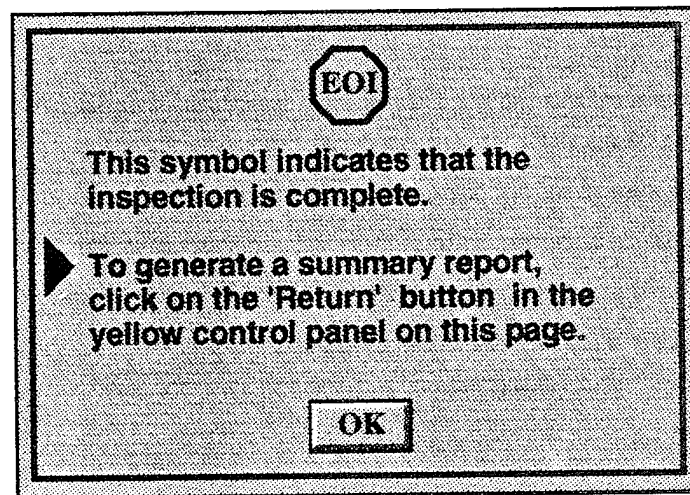 EOI
This symbol indicates that the
inspection is complete.
To generate a summary report,
click on the 'Return' button in the
yellow control panel on this page.
OK